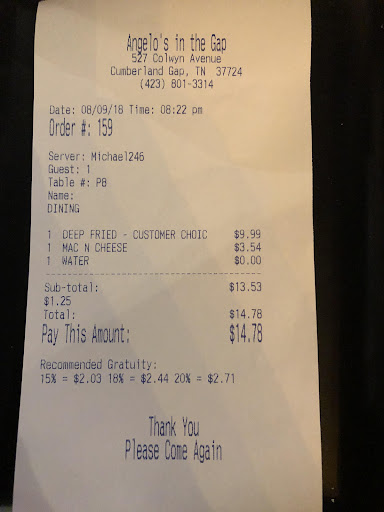 Angelo's in the Gap
527 Colwyn Avenue
Cumberland Gap, TN 37724
(423) 801-3314
Date: 08/09/18 Time: 08:22 pm
Order #: 159
Server: Michael246
Guest: 1
Table #: P8
Name:
DINING
1 DEEP FRIED - CUSTOMER CHOIC $9.99
1 MAC N CHEESE $3.54
1 WATER $0.00
Sub-total: $13.53
$1.25
Total: $14.78
Pay This Amount: $14.78
Recommended Gratuity:
15% = $2.03 18% = $2.44 20% = $2.71
Thank You
Please Come Again